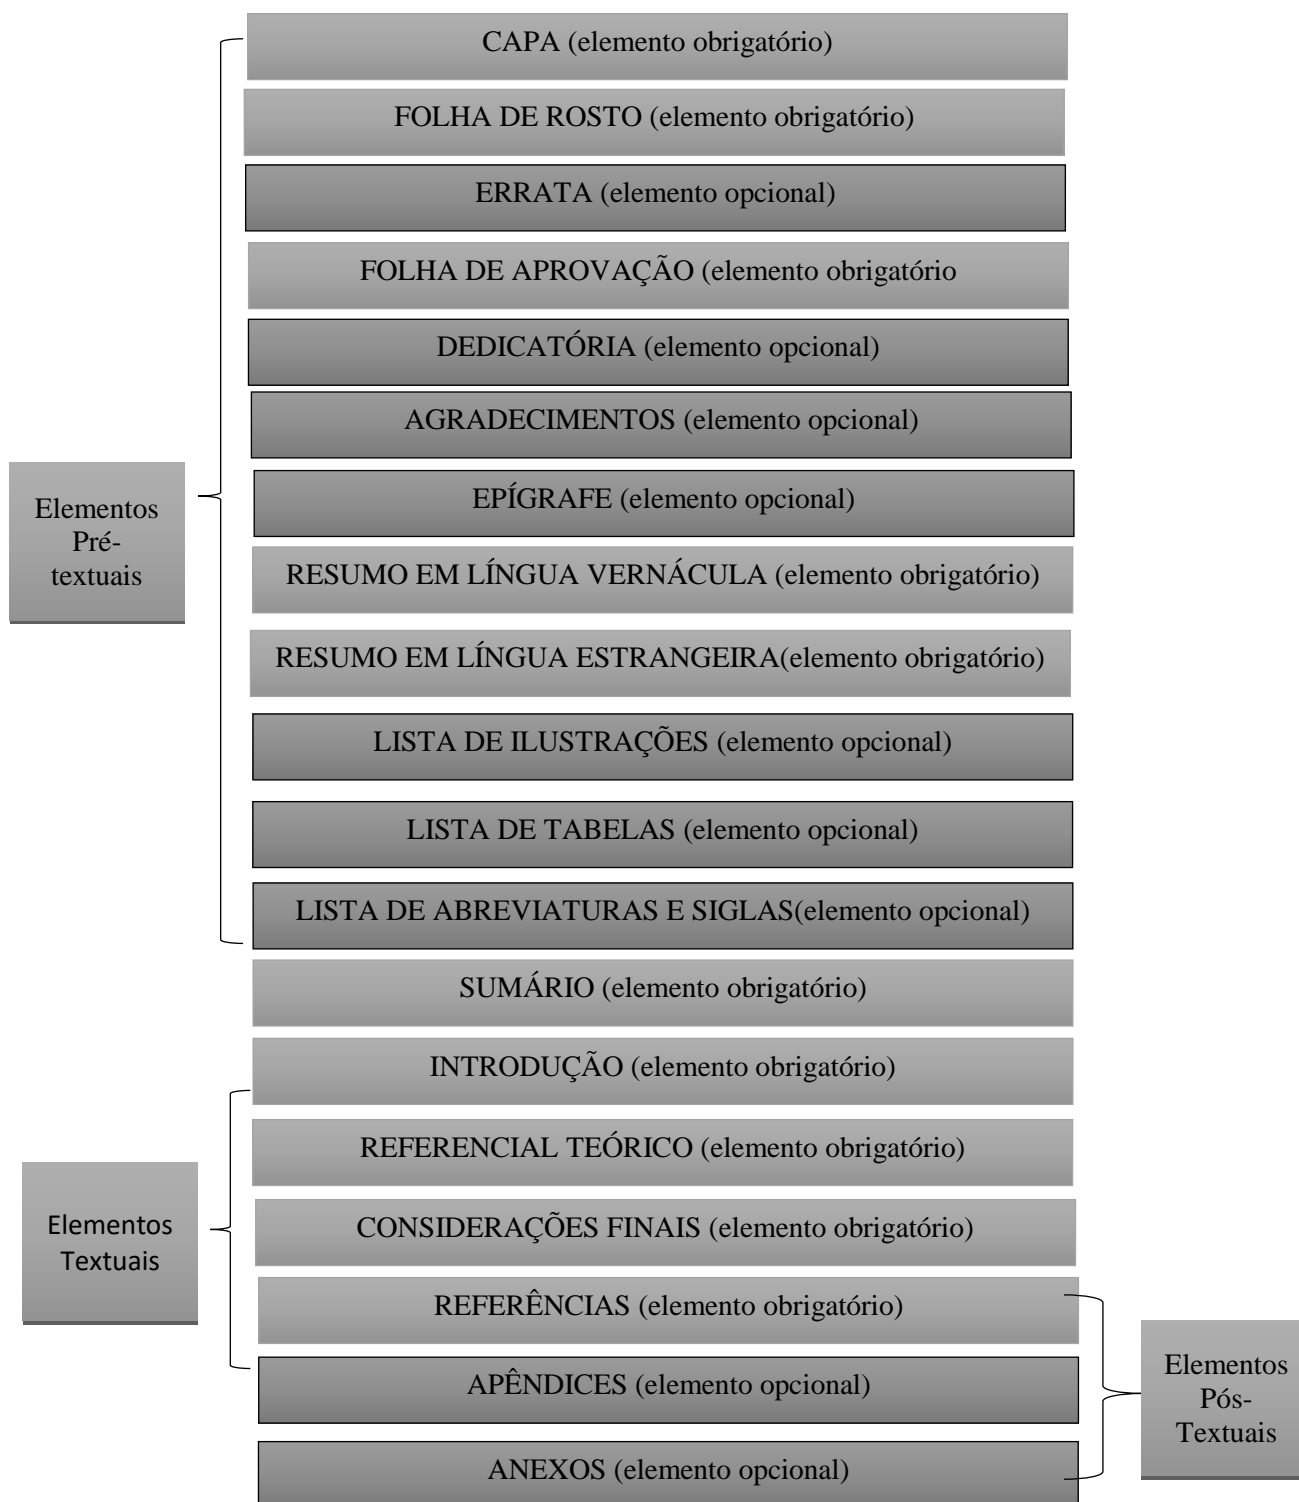 CAPA (elemento obrigatório)
FOLHA DE ROSTO (elemento obrigatório)
ERRATA (elemento opcional)
FOLHA DE APROVAÇÃO (elemento obrigatório
DEDICATÓRIA (elemento opcional)
AGRADECIMENTOS (elemento opcional)
EPÍGRAFE (elemento opcional)
Elementos
Pré-
textuais
RESUMO EM LÍNGUA VERNÁCULA (elemento obrigatório)
RESUMO EM LÍNGUA ESTRANGEIRA(elemento obrigatório)
LISTA DE ILUSTRAÇÕES (elemento opcional)
LISTA DE TABELAS (elemento opcional)
LISTA DE ABREVIATURAS E SIGLAS(elemento opcional)
SUMÁRIO (elemento obrigatório)
INTRODUÇÃO (elemento obrigatório)
REFERENCIAL TEÓRICO (elemento obrigatório)
CONSIDERAÇÕES FINAIS (elemento obrigatório)
Elementos
Textuais
REFERÊNCIAS (elemento obrigatório)
APÊNDICES (elemento opcional)
ANEXOS (elemento opcional)
Elementos
Pós-
Textuais